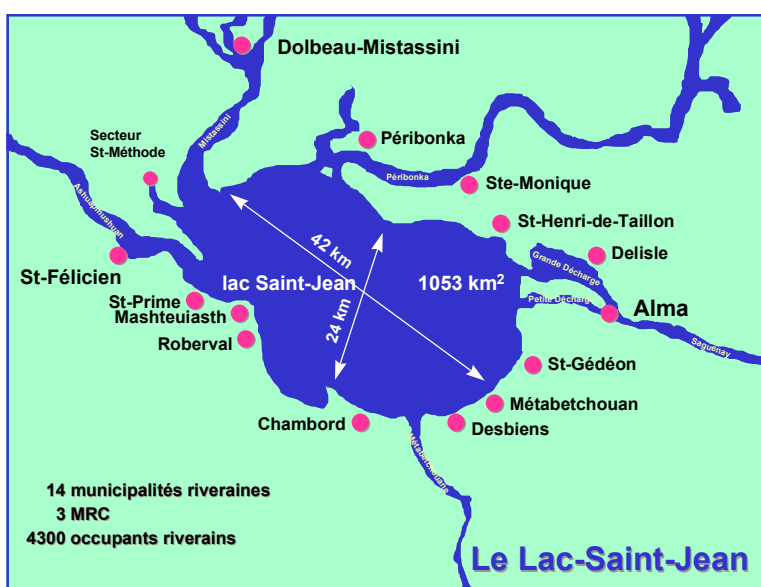 Dolbeau-Mistassini
Secteur
St-Méthode
Mistassini
Péribonka
Péribonka
Ste-Monique
Ashuapmushuan
St-Henri-de-Taillon
St-Félicien
42 km
lac Saint-Jean
24 km
1053 km²
Grande Décharge
Delisle
Petite Décharge
Alma
Saguenay
St-Prime
Mashteuiasth
Roberval
St-Gédéon
Métabetchouan
Chambord
Desbiens
Métabetchouane
14 municipalités riveraines
3 MRC
4300 occupants riverains
Le Lac-Saint-Jean